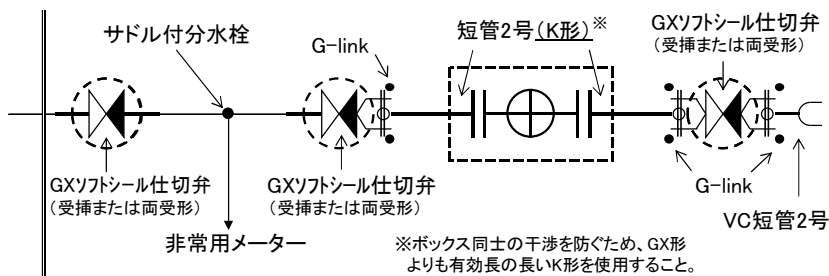 サドル付分水栓
G-link
短管2号(K形)※
GXソフトシール仕切弁
(受挿または両受形)
GXソフトシール仕切弁
(受挿または両受形)
GXソフトシール仕切弁
(受挿または両受形)
G-link
VC短管2号
非常用メーター
※ボックス同士の干渉を防ぐため、GX形
よりも有効長の長いK形を使用すること。